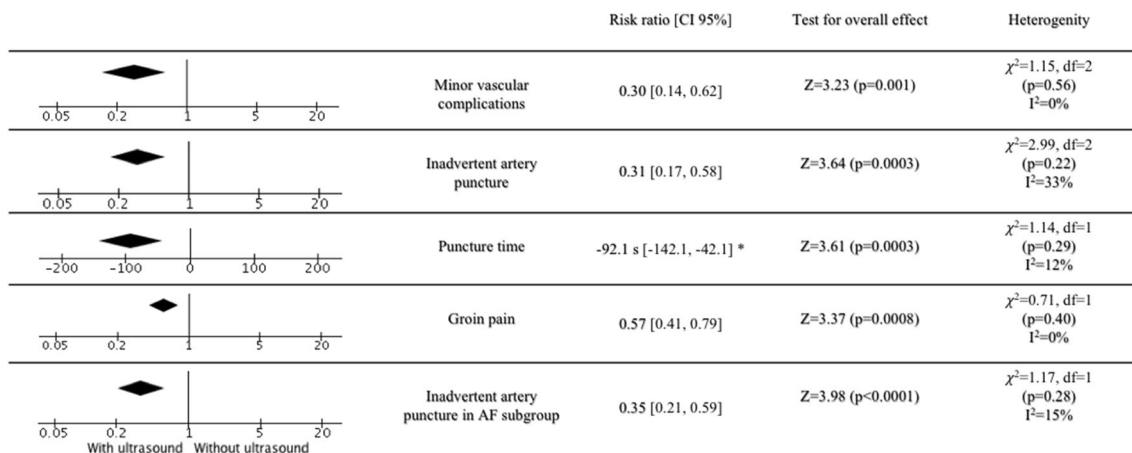 Risk ratio [CI 95%] Test for overall effect Heterogenity
0.05 0.2 1 5 20
Minor vascular
complications
0.30 [0.14, 0.62]
Z=3.23 (p=0.001)
χ²=1.15, df=2
(p=0.56)
I²=0%
0.05 0.2 1 5 20
Inadvertent artery
puncture
0.31 [0.17, 0.58]
Z=3.64 (p=0.0003)
χ²=2.99, df=2
(p=0.22)
I²=33%
-200 -100 0 100 200
Puncture time
-92.1 s [-142.1, -42.1] *
Z=3.61 (p=0.0003)
χ²=1.14, df=1
(p=0.29)
I²=12%
0.05 0.2 1 5 20
Groin pain
0.57 [0.41, 0.79]
Z=3.37 (p=0.0008)
χ²=0.71, df=1
(p=0.40)
I²=0%
0.05 0.2 1 5 20
With ultrasound Without ultrasound
Inadvertent artery
puncture in AF subgroup
0.35 [0.21, 0.59]
Z=3.98 (p<0.0001)
χ²=1.17, df=1
(p=0.28)
I²=15%